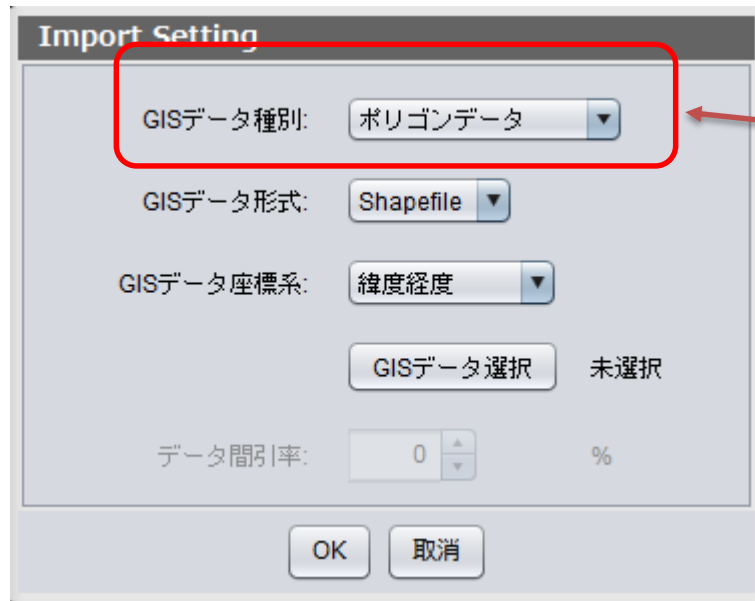 Import Setting
GISデータ種別: ポリゴンデータ
GISデータ形式: Shapefile
GISデータ座標系: 緯度経度
GISデータ選択 未選択
データ間引率: 0 %
OK 取消